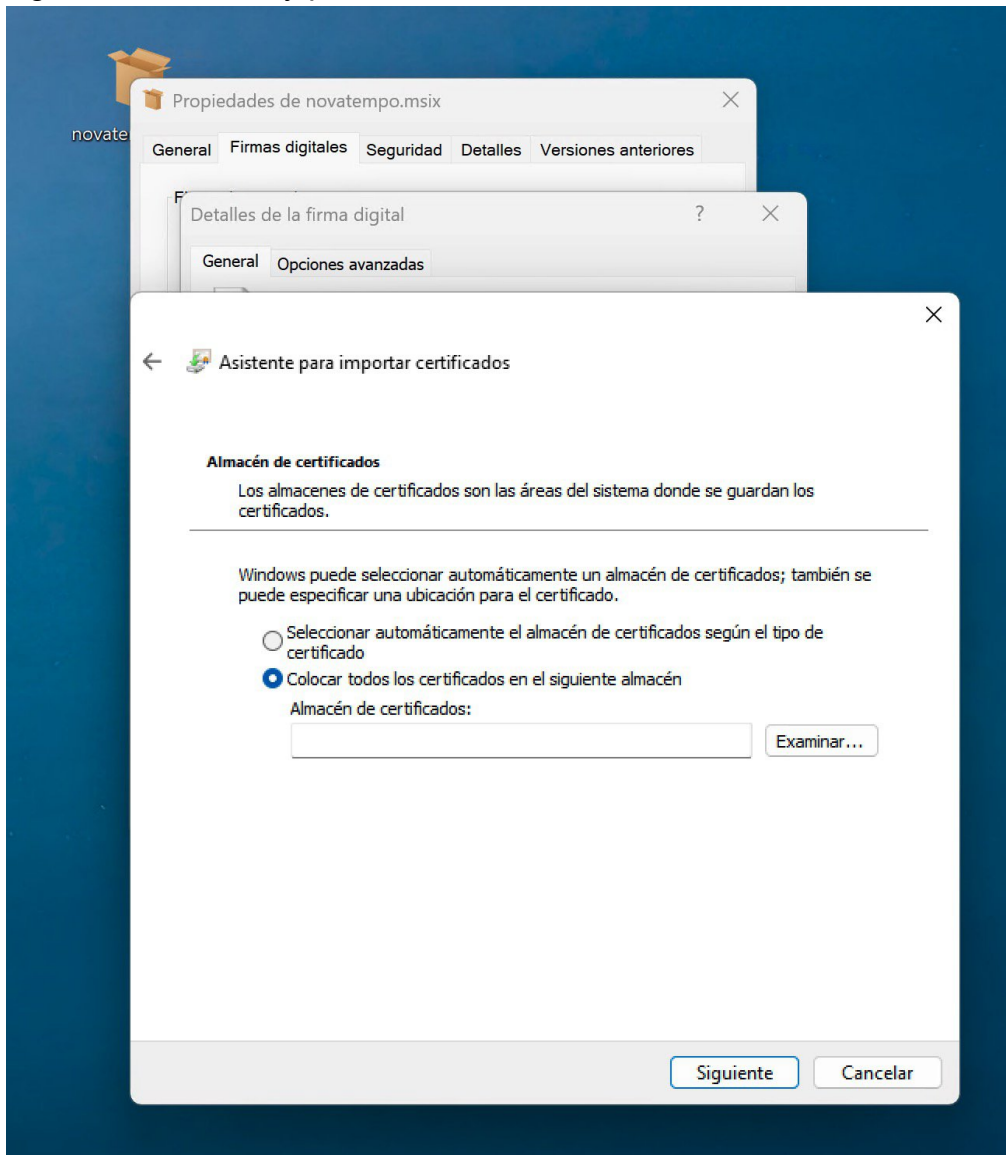 novate
Propiedades de novatempo.msix
General Firmas digitales Seguridad Detalles Versiones anteriores
Detalles de la firma digital ?
General Opciones avanzadas
Asistente para importar certificados
Almacén de certificados
Los almacenes de certificados son las áreas del sistema donde se guardan los
certificados.
Windows puede seleccionar automáticamente un almacén de certificados; también se
puede especificar una ubicación para el certificado.
Seleccionar automáticamente el almacén de certificados según el tipo de
certificado
Colocar todos los certificados en el siguiente almacén
Almacén de certificados:
Examinar...
Siguiente Cancelar